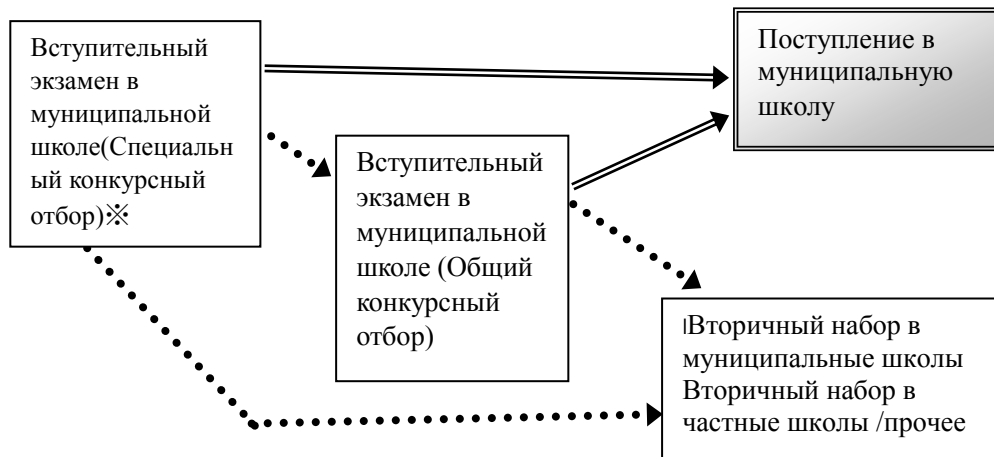 Вступительный
экзамен в
муниципальной
школе(Специальн
ый конкурсный
отбор)※
Поступление в
муниципальную
школу
Вступительный
экзамен в
муниципальной
школе (Общий
конкурсный
отбор)
|Вторичный набор в
муниципальные школы
Вторичный набор в
частные школы /прочее